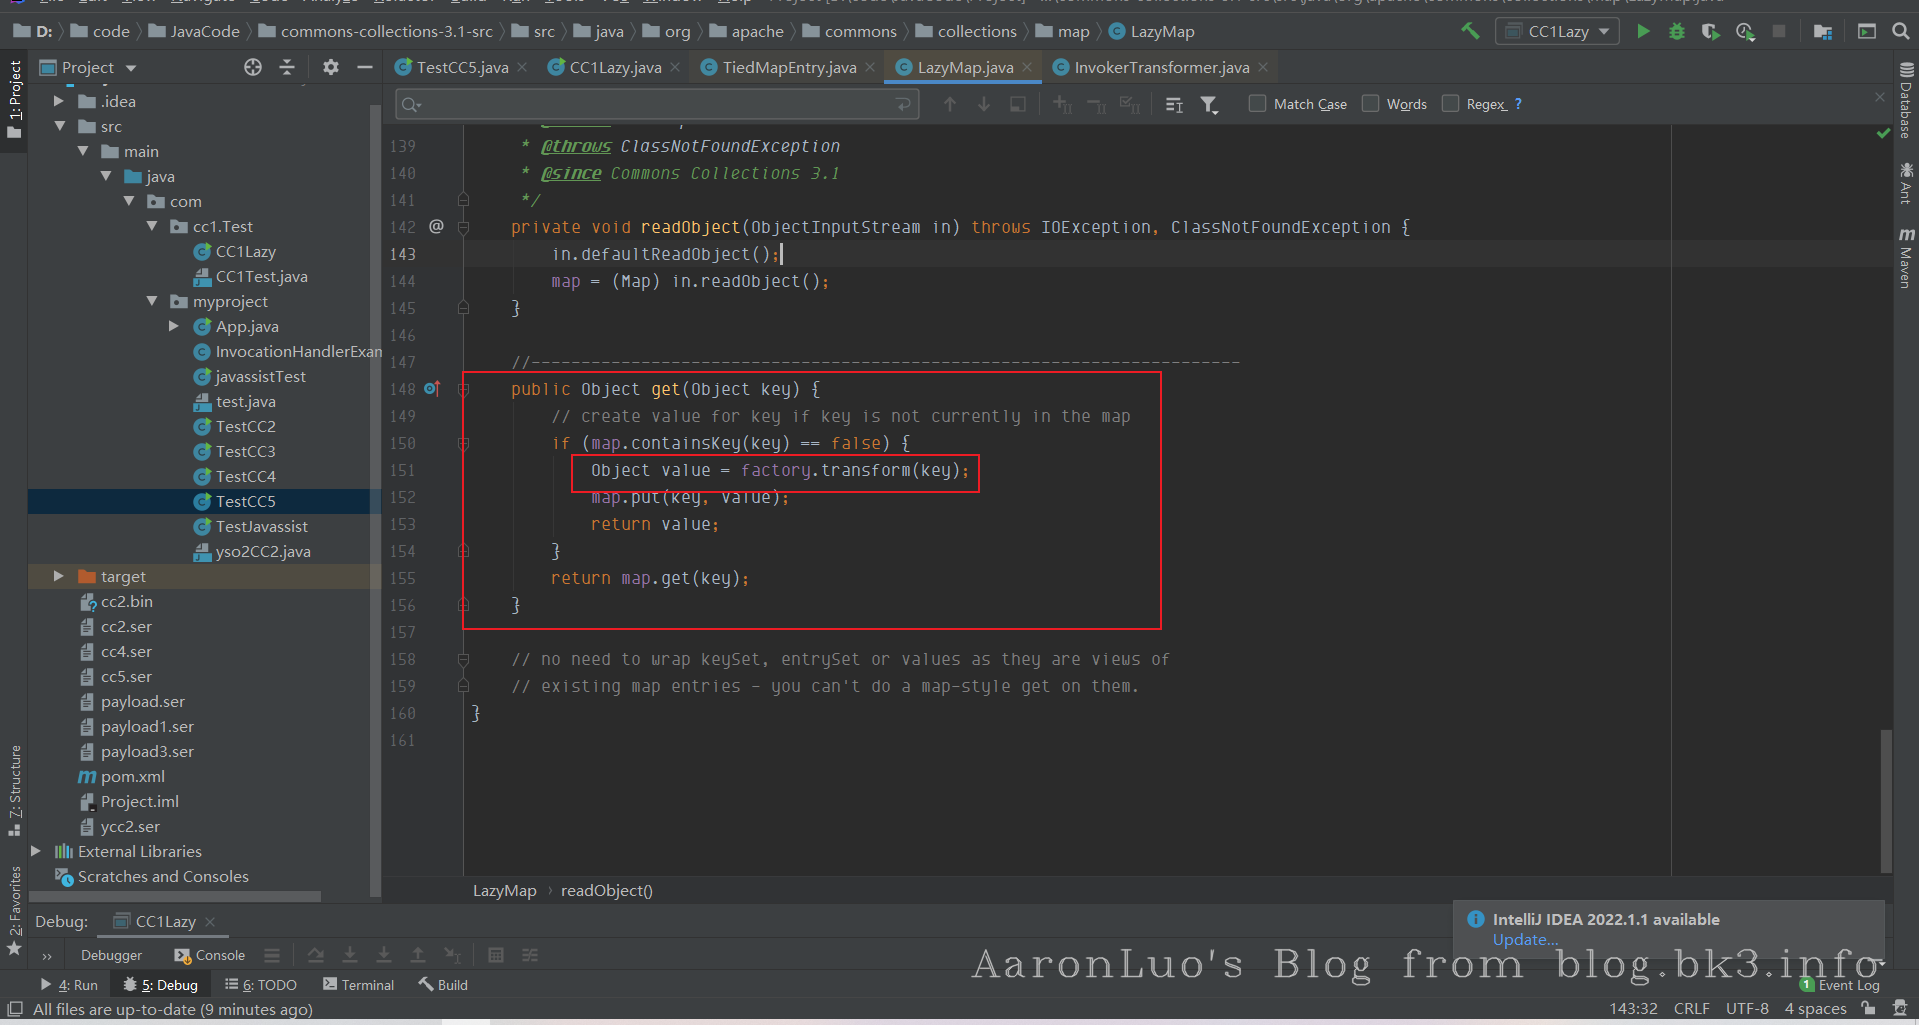 D: code JavaCode commons-collections-3.1-src src java org apache commons collections map LazyMap CC1Lazy
1: Project
Project
TestCC5.java CC1Lazy.java TiedMapEntry.java LazyMap.java InvokerTransformer.java
Match Case Words Regex ?
.idea
src
main
java
com
cc1.Test
CC1Lazy
CC1Test.java
myproject
App.java
InvocationHandlerExan
javassistTest
test.java
TestCC2
TestCC3
TestCC4
TestCC5
TestJavassist
yso2CC2.java
target
cc2.bin
cc2.ser
cc4.ser
cc5.ser
payload.ser
payload1.ser
payload3.ser
pom.xml
Project.iml
ycc2.ser
External Libraries
Scratches and Consoles
7: Structure
2: Favorites
139 * @throws ClassNotFoundException
140 * @since Commons Collections 3.1
141 */
142 @ private void readObject(ObjectInputStream in) throws IOException, ClassNotFoundException {
143 in.defaultReadObject();
144 map = (Map) in.readObject();
145 }
146
147 //-----------------------------------------------------------------------
148 public Object get(Object key) {
149 // create value for key if key is not currently in the map
150 if (map.containsKey(key) == false) {
151 Object value = factory.transform(key);
152 map.put(key, value);
153 return value;
154 }
155 return map.get(key);
156 }
157
158 // no need to wrap keySet, entrySet or values as they are views of
159 // existing map entries - you can't do a map-style get on them.
160 }
161
Database
Ant
Maven
LazyMap › readObject()
Debug: CC1Lazy
Debugger Console
IntelliJ IDEA 2022.1.1 available
Update...
AaronLuo's Blog from blog.bk3.info
4: Run 5: Debug 6: TODO Terminal Build 1 Event Log
All files are up-to-date (9 minutes ago) 143:32 CRLF UTF-8 4 spaces